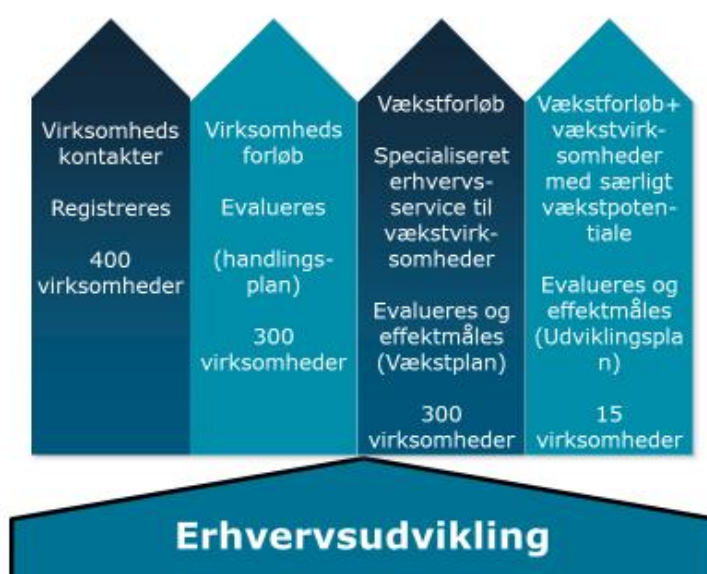 Virksomheds
kontakter
Registreres
400
virksomheder
Virksomheds
forløb
Evalueres
(handlings-
plan)
300
virksomheder
Vækstforløb
Specialiseret
erhvervs-
service til
vækstvirk-
somheder
Evalueres og
effektmåles
(Vækstplan)
300
virksomheder
Vækstforløb+
vækstvirk-
somheder
med særligt
vækstpoten-
tiale
Evalueres og
effektmåles
(Udviklingspla
n)
15
virksomheder
Erhvervsudvikling